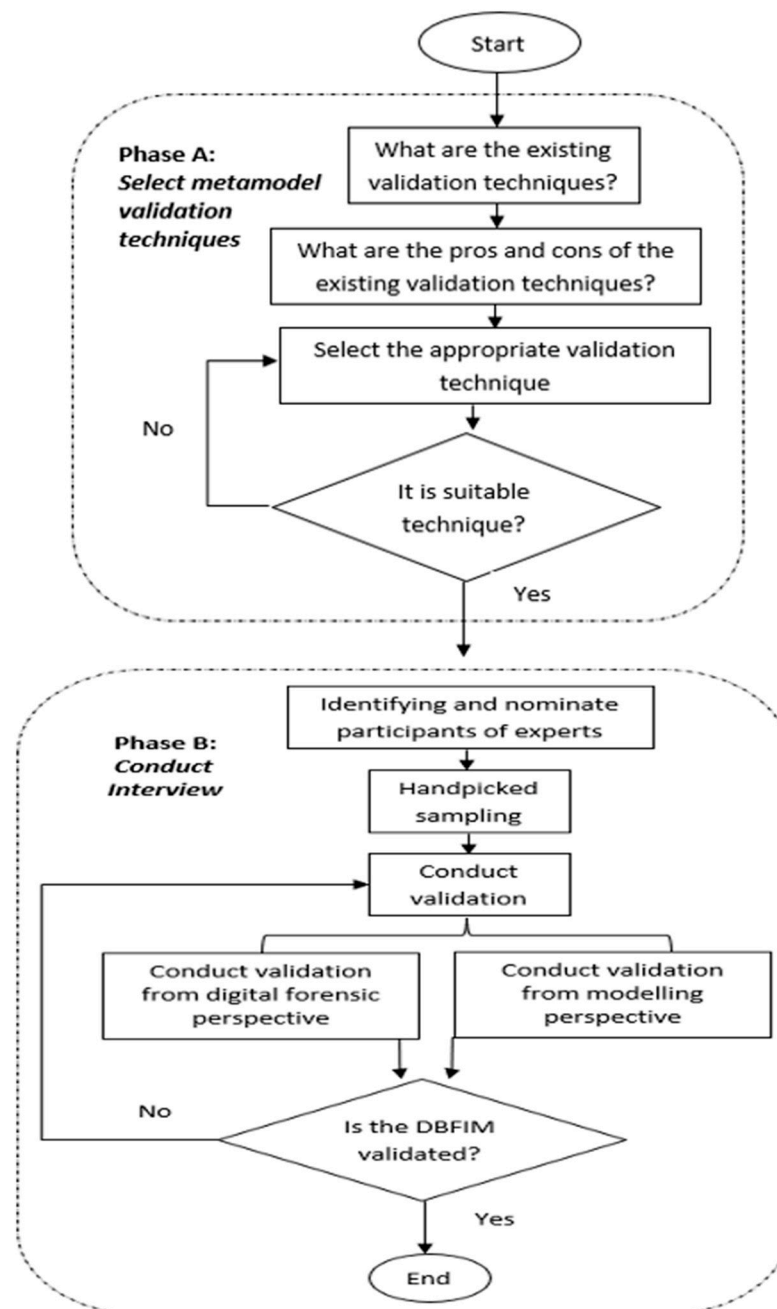 Start
Phase A:
Select metamodel
validation
techniques
What are the existing
validation techniques?
What are the pros and cons of the
existing validation techniques?
Select the appropriate validation
technique
No
It is suitable
technique?
Yes
Phase B:
Conduct
Interview
Identifying and nominate
participants of experts
Handpicked
sampling
Conduct
validation
Conduct validation
from digital forensic
perspective
Conduct validation
from modelling
perspective
No
Is the DBFIM
validated?
Yes
End